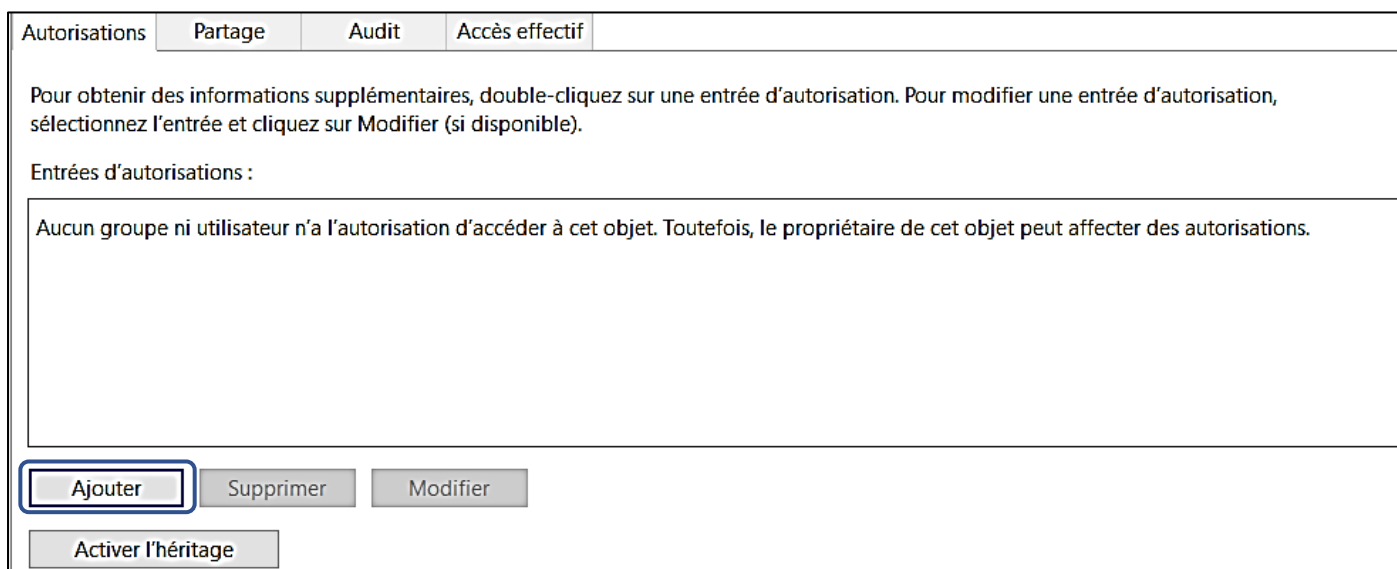 Autorisations Partage Audit Accès effectif
Pour obtenir des informations supplémentaires, double-cliquez sur une entrée d’autorisation. Pour modifier une entrée d’autorisation,
sélectionnez l’entrée et cliquez sur Modifier (si disponible).
Entrées d’autorisations :
Aucun groupe ni utilisateur n’a l’autorisation d’accéder à cet objet. Toutefois, le propriétaire de cet objet peut affecter des autorisations.
Ajouter Supprimer Modifier
Activer l’héritage